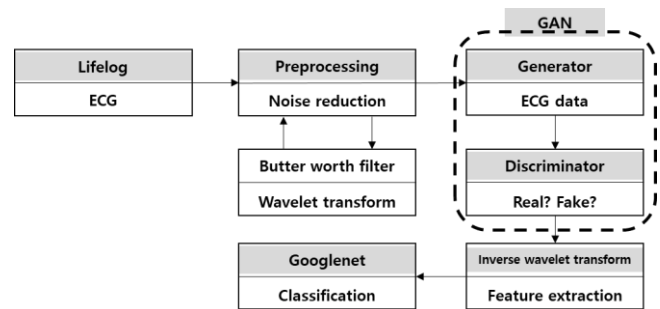 GAN
Lifelog
ECG
Preprocessing
Noise reduction
Generator
ECG data
Butter worth filter
Wavelet transform
Discriminator
Real? Fake?
Googlenet
Classification
Inverse wavelet transform
Feature extraction